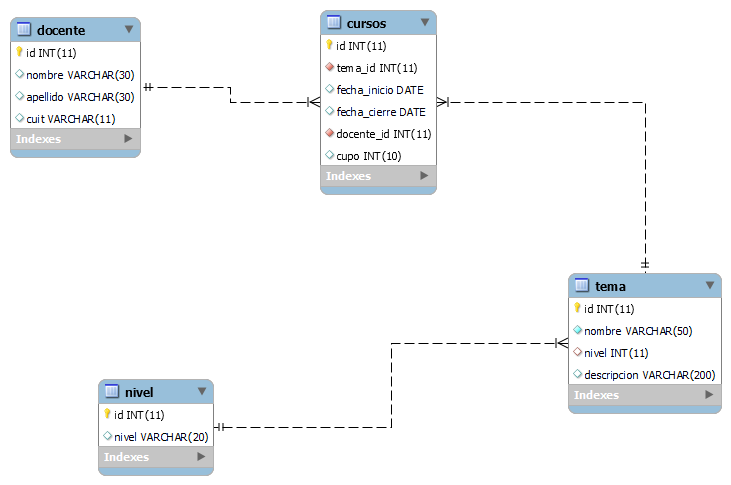 docente
id INT(11)
nombre VARCHAR(30)
apellido VARCHAR(30)
cuit VARCHAR(11)
Indexes
cursos
id INT(11)
tema_id INT(11)
fecha_inicio DATE
fecha_cierre DATE
docente_id INT(11)
cupo INT(10)
Indexes
tema
id INT(11)
nombre VARCHAR(50)
nivel INT(11)
descripcion VARCHAR(200)
Indexes
nivel
id INT(11)
nivel VARCHAR(20)
Indexes